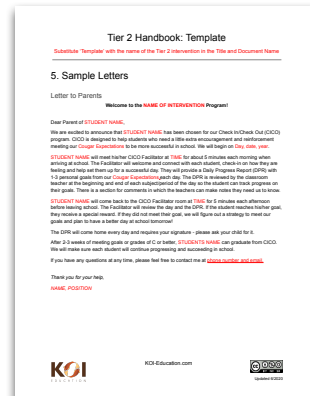 Tier 2 Handbook: Template
Substitute 'Template' with the name of the Tier 2 intervention in the Title and Document Name
5. Sample Letters
Letter to Parents
Welcome to the NAME OF INTERVENTION Program!
Dear Parent of STUDENT NAME,
We are excited to announce that STUDENT NAME has been chosen for our Check In/Check Out (CICO)
program. CICO is designed to help students who need a little extra encouragement and reinforcement
meeting our Cougar Expectations to be more successful in school. We will begin on Day, date, year.
STUDENT NAME will meet his/her CICO Facilitator at TIME for about 5 minutes each morning when
arriving at school. The Facilitator will welcome and connect with each student, check-in on how they are
feeling and help set them up for a successful day. They will provide a Daily Progress Report (DPR) with
1-3 personal goals from our Cougar Expectations each day. The DPR is reviewed by the classroom
teacher at the beginning and end of each subject/period of the day so the student can track progress on
their goals. There is a section for comments in which the teachers can make notes they need us to know.
STUDENT NAME will come back to the CICO Facilitator room at TIME for 5 minutes each afternoon
before leaving school. The Facilitator will review the day and the DPR. If the student reaches his/her goal,
they receive a special reward. If they did not meet their goal, we will figure out a strategy to meet our
goals and plan to have a better day at school tomorrow!
The DPR will come home every day and requires your signature - please ask your child for it.
After 2-3 weeks of meeting goals or grades of C or better, STUDENTS NAME can graduate from CICO.
We will make sure each student will continue progressing and succeeding in school.
If you have any questions at any time, please feel free to contact me at phone number and email.
Thank you for your help,
NAME, POSITION
KOI
EDUCATION
KOI-Education.com
Updated 6/2023